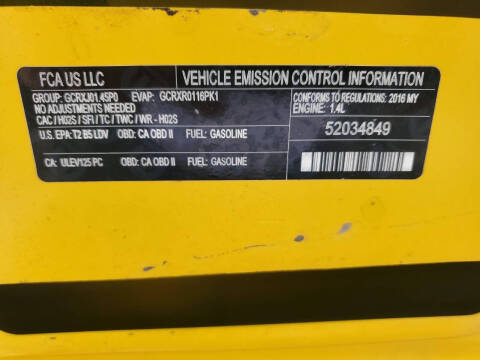 FCA US LLC
VEHICLE EMISSION CONTROL INFORMATION
GROUP: GCRXJ01.45P0 EVAP: GCRXR0116PK1
NO ADJUSTMENTS NEEDED
CAC / H02S / SFI / TC / TWC / WR - H02S
CONFORMS TO REGULATIONS: 2016 MY
ENGINE: 1.4L
U.S. EPA: T2 B5 LDV OBD: CA OBD II FUEL: GASOLINE
52034849
CA: ULEV125 PC OBD: CA OBD II FUEL: GASOLINE